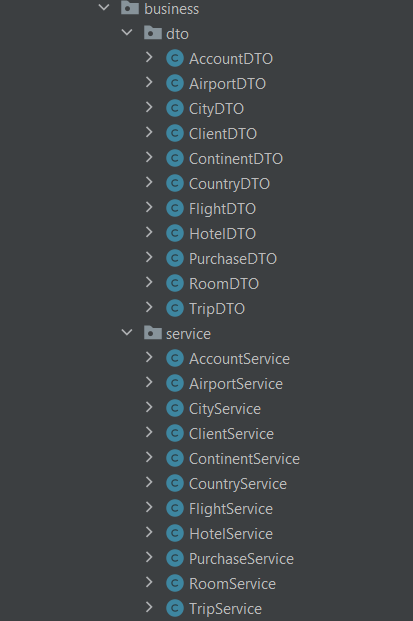 business
dto
C AccountDTO
C AirportDTO
C CityDTO
C ClientDTO
C ContinentDTO
C CountryDTO
C FlightDTO
C HotelDTO
C PurchaseDTO
C RoomDTO
C TripDTO
service
C AccountService
C AirportService
C CityService
C ClientService
C ContinentService
C CountryService
C FlightService
C HotelService
C PurchaseService
C RoomService
C TripService